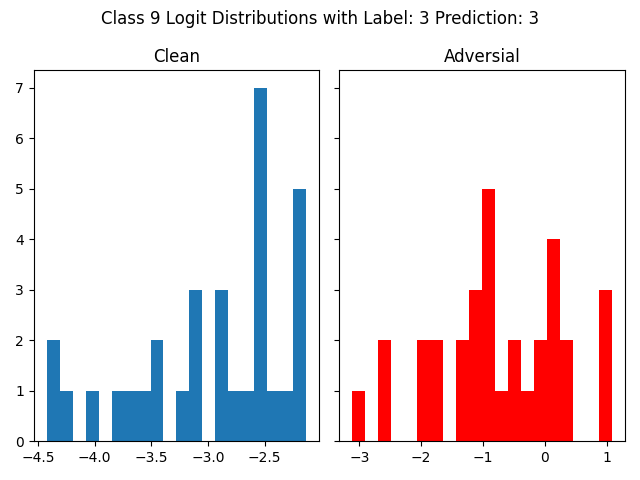 Class 9 Logit Distributions with Label: 3 Prediction: 3
Clean
Adversial
7
6
5
4
3
2
1
0
−4.5 −4.0 −3.5 −3.0 −2.5
−3 −2 −1 0 1